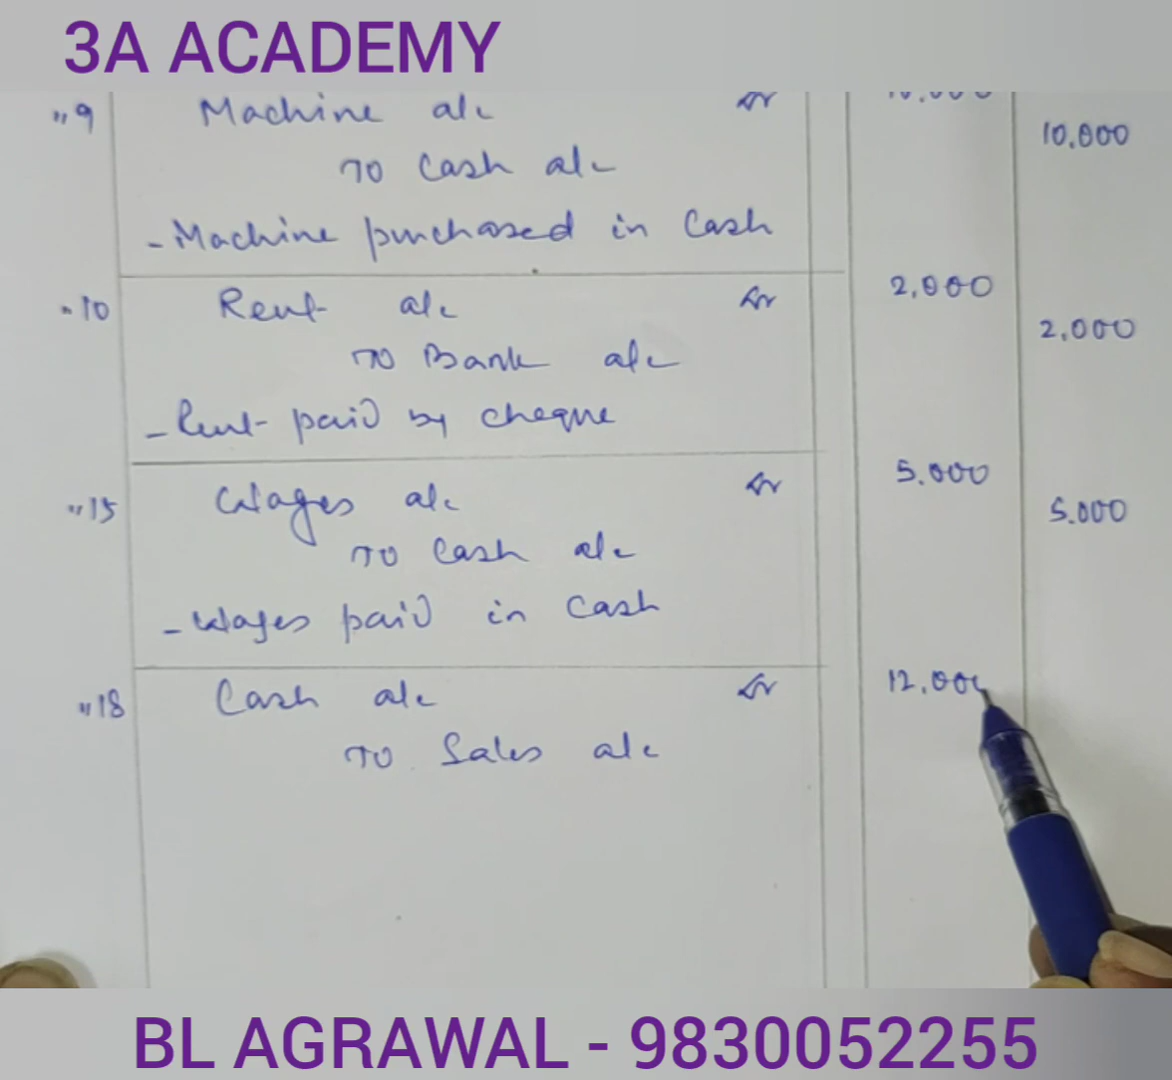 3A ACADEMY
"9 Machine a/c Dr 10,000
To Cash a/c 10,000
- Machine purchased in Cash
"10 Rent a/c Dr 2,000
To Bank a/c 2,000
- Rent paid by cheque
"15 Wages a/c Dr 5.000
To Cash a/c 5.000
- Wages paid in Cash
"18 Cash a/c Dr 12,000
To Sales a/c
BL AGRAWAL - 9830052255